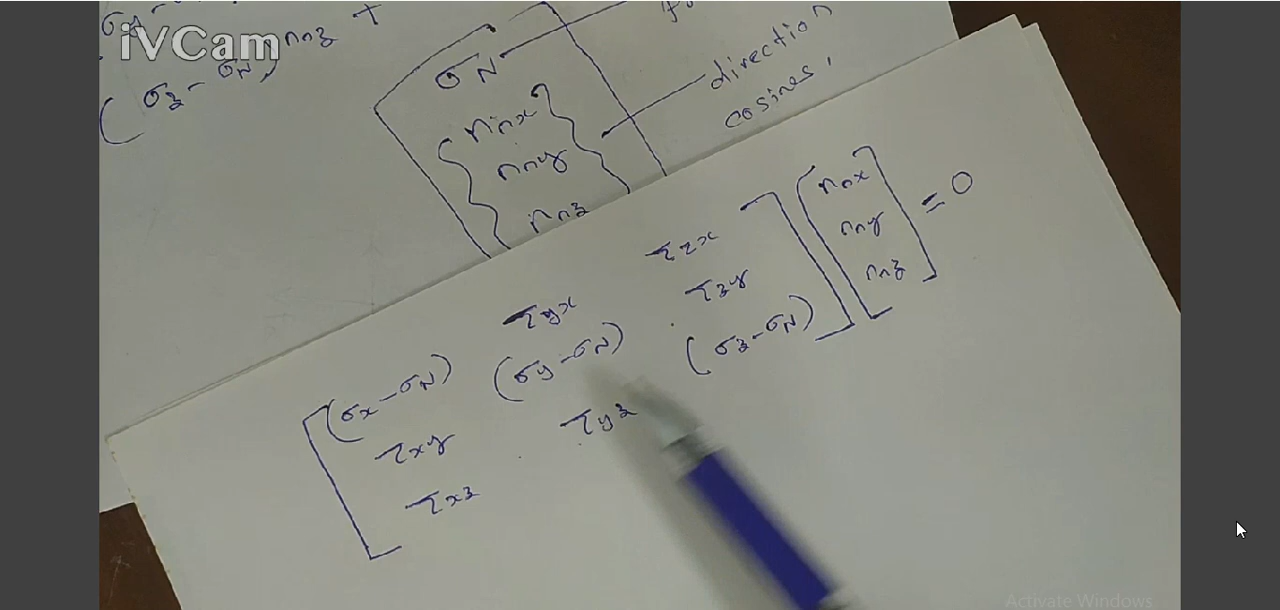 iVCam
nnz +
(σz - σN)
σN
nnx
nny
nnz
direction
cosines,
[(σx - σN) τyx τzx] [nnx] = 0
[τxy (σy - σN) τzy] [nny]
[τxz τyz (σz - σN)] [nnz]
Activate Windows